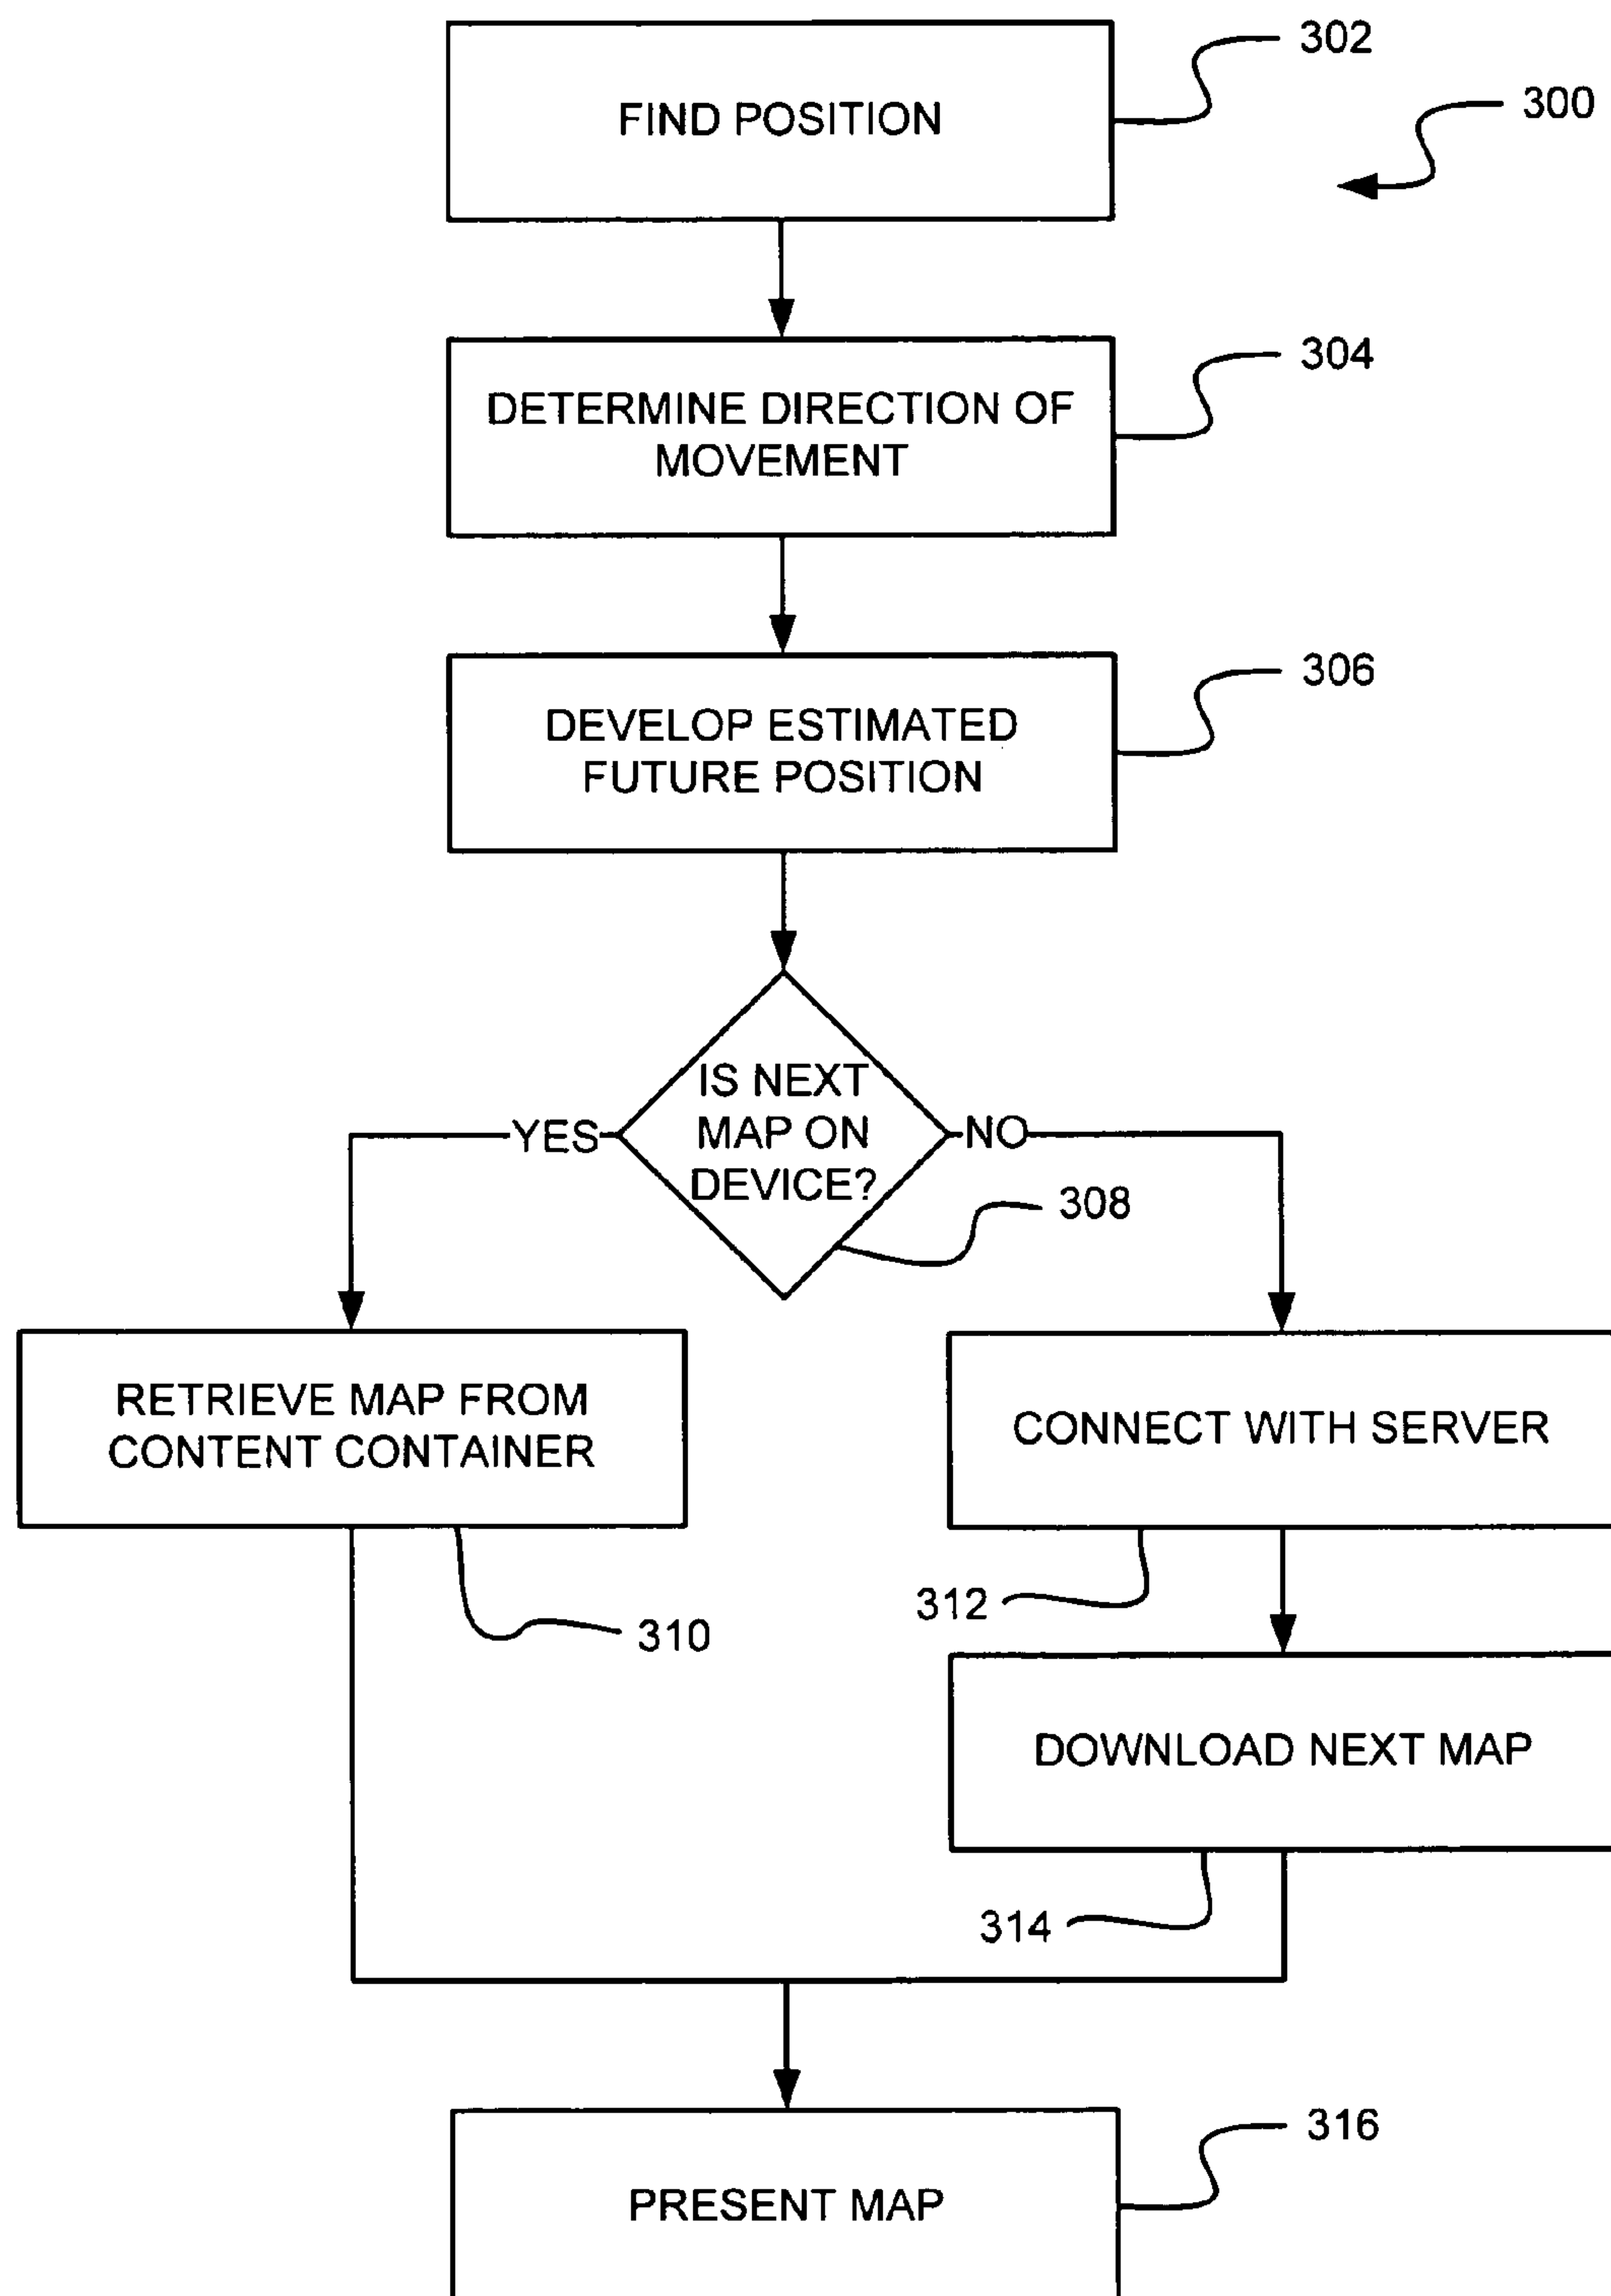 302
300
FIND POSITION
304
DETERMINE DIRECTION OF
MOVEMENT
306
DEVELOP ESTIMATED
FUTURE POSITION
IS NEXT
MAP ON
DEVICE?
YES
NO
308
RETRIEVE MAP FROM
CONTENT CONTAINER
CONNECT WITH SERVER
312
310
DOWNLOAD NEXT MAP
314
316
PRESENT MAP